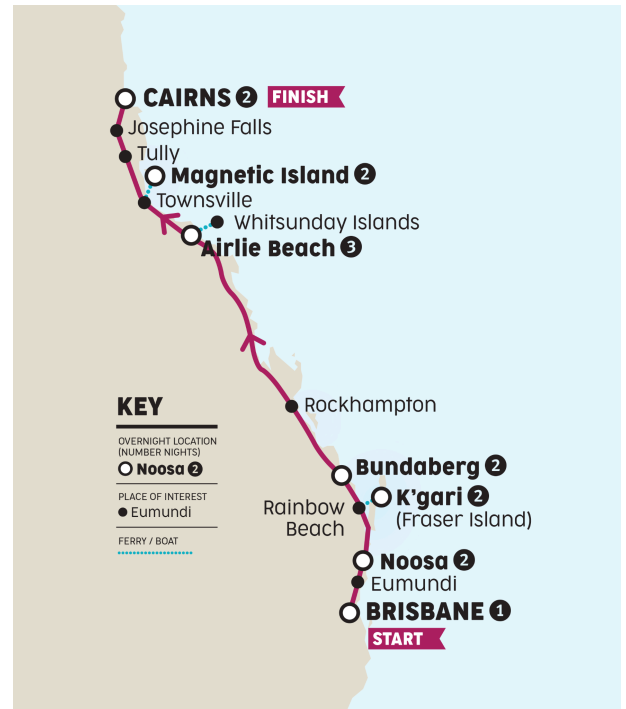 CAIRNS 2 FINISH
Josephine Falls
Tully
Magnetic Island 2
Townsville
Whitsunday Islands
Airlie Beach 3
Rockhampton
KEY
OVERNIGHT LOCATION
(NUMBER NIGHTS)
Noosa 2
PLACE OF INTEREST
Eumundi
FERRY / BOAT
Bundaberg 2
K'gari 2
(Fraser Island)
Rainbow
Beach
Noosa 2
Eumundi
BRISBANE 1
START